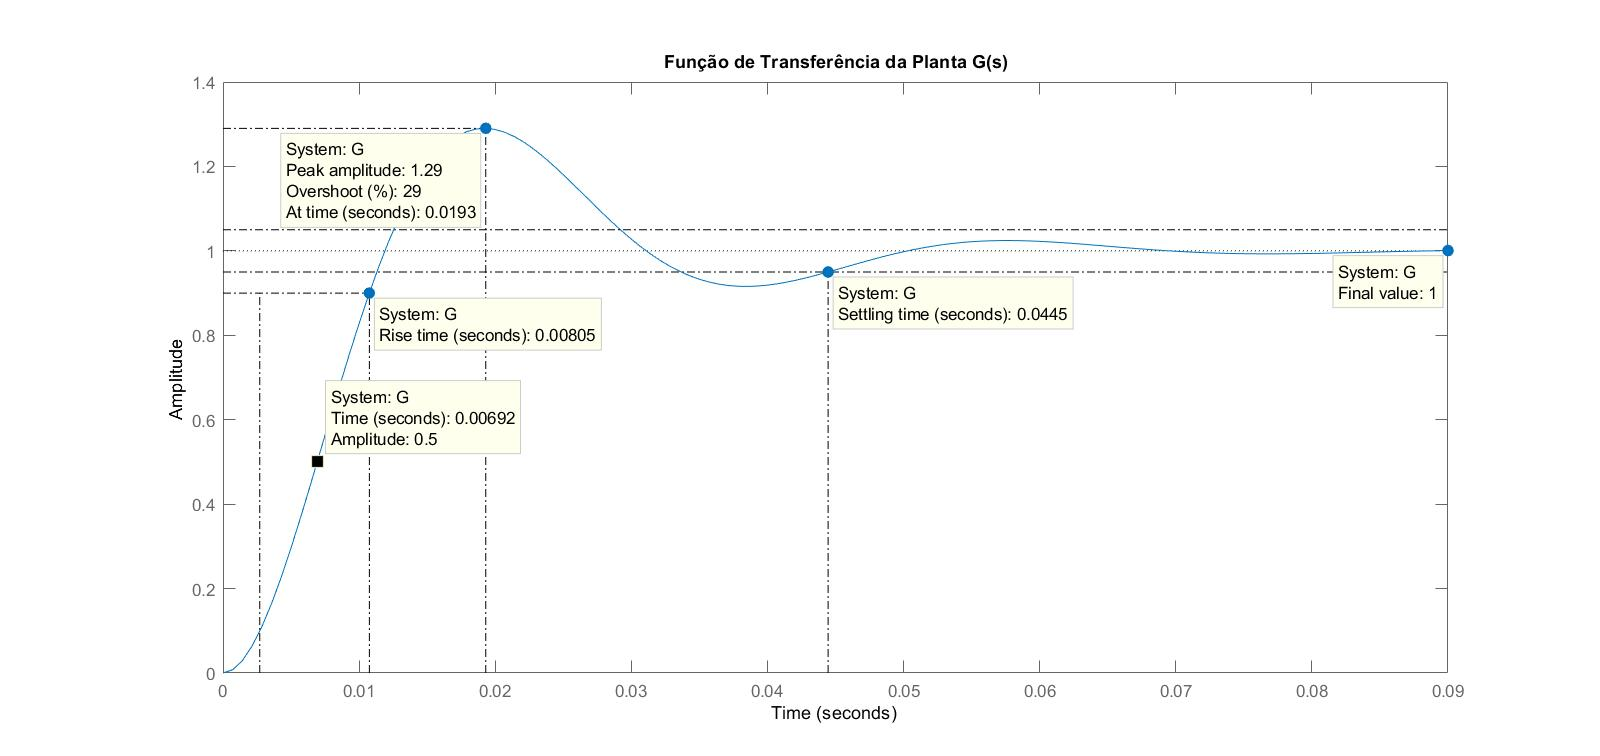 Função de Transferência da Planta G(s)
1.4
1.2
1
0.8
0.6
0.4
0.2
0
Amplitude
System: G
Peak amplitude: 1.29
Overshoot (%): 29
At time (seconds): 0.0193
System: G
Rise time (seconds): 0.00805
System: G
Time (seconds): 0.00692
Amplitude: 0.5
System: G
Settling time (seconds): 0.0445
System: G
Final value: 1
0 0.01 0.02 0.03 0.04 0.05 0.06 0.07 0.08 0.09
Time (seconds)